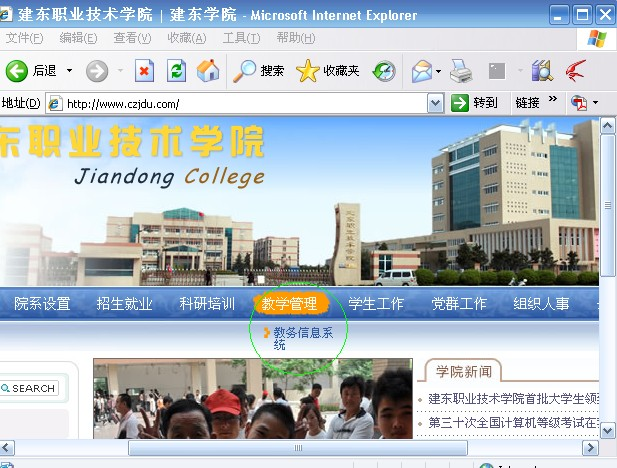 建东职业技术学院 | 建东学院 - Microsoft Internet Explorer
文件(F) 编辑(E) 查看(V) 收藏(A) 工具(T) 帮助(H)
后退 搜索 收藏夹
地址(D) http://www.czjdu.com/ 转到 链接 »
东职业技术学院
Jiandong College
院系设置 招生就业 科研培训 教学管理 学生工作 党群工作 组织人事
教务信息系
统
学院新闻
SEARCH
建东职业技术学院首批大学生领
第三十次全国计算机等级考试在